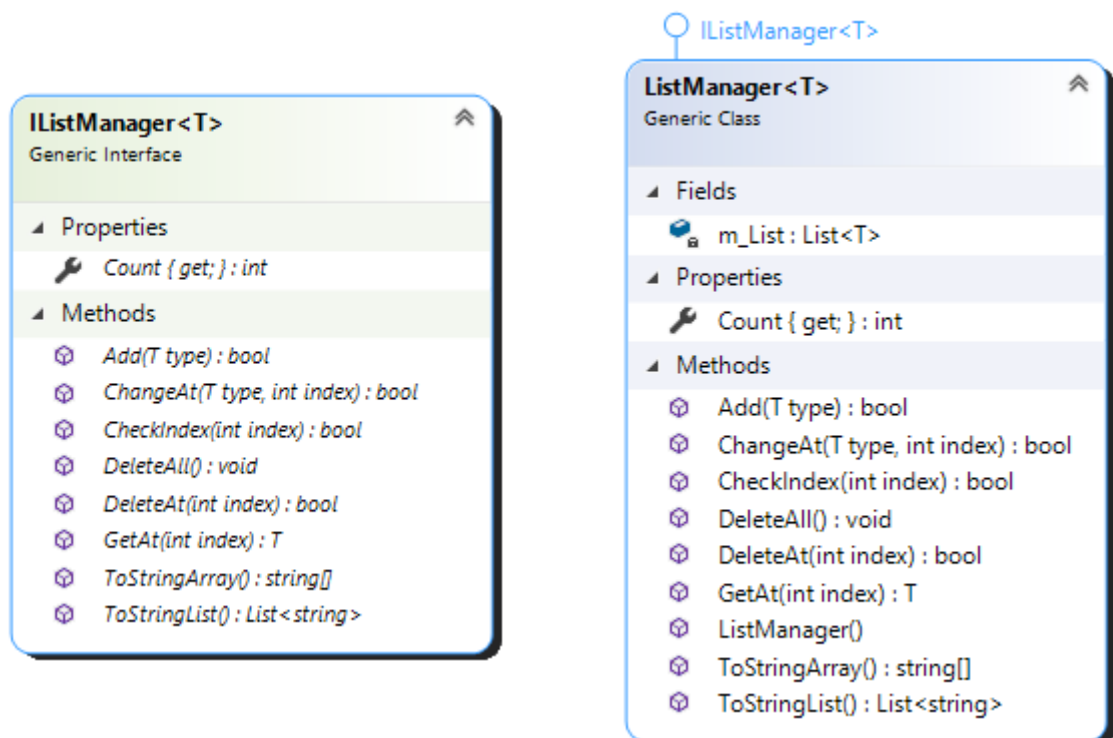 IListManager<T>
Generic Interface
Properties
Count { get; } : int
Methods
Add(T type) : bool
ChangeAt(T type, int index) : bool
CheckIndex(int index) : bool
DeleteAll() : void
DeleteAt(int index) : bool
GetAt(int index) : T
ToStringArray() : string[]
ToStringList() : List<string>
IListManager<T>
ListManager<T>
Generic Class
Fields
m_List : List<T>
Properties
Count { get; } : int
Methods
Add(T type) : bool
ChangeAt(T type, int index) : bool
CheckIndex(int index) : bool
DeleteAll() : void
DeleteAt(int index) : bool
GetAt(int index) : T
ListManager()
ToStringArray() : string[]
ToStringList() : List<string>